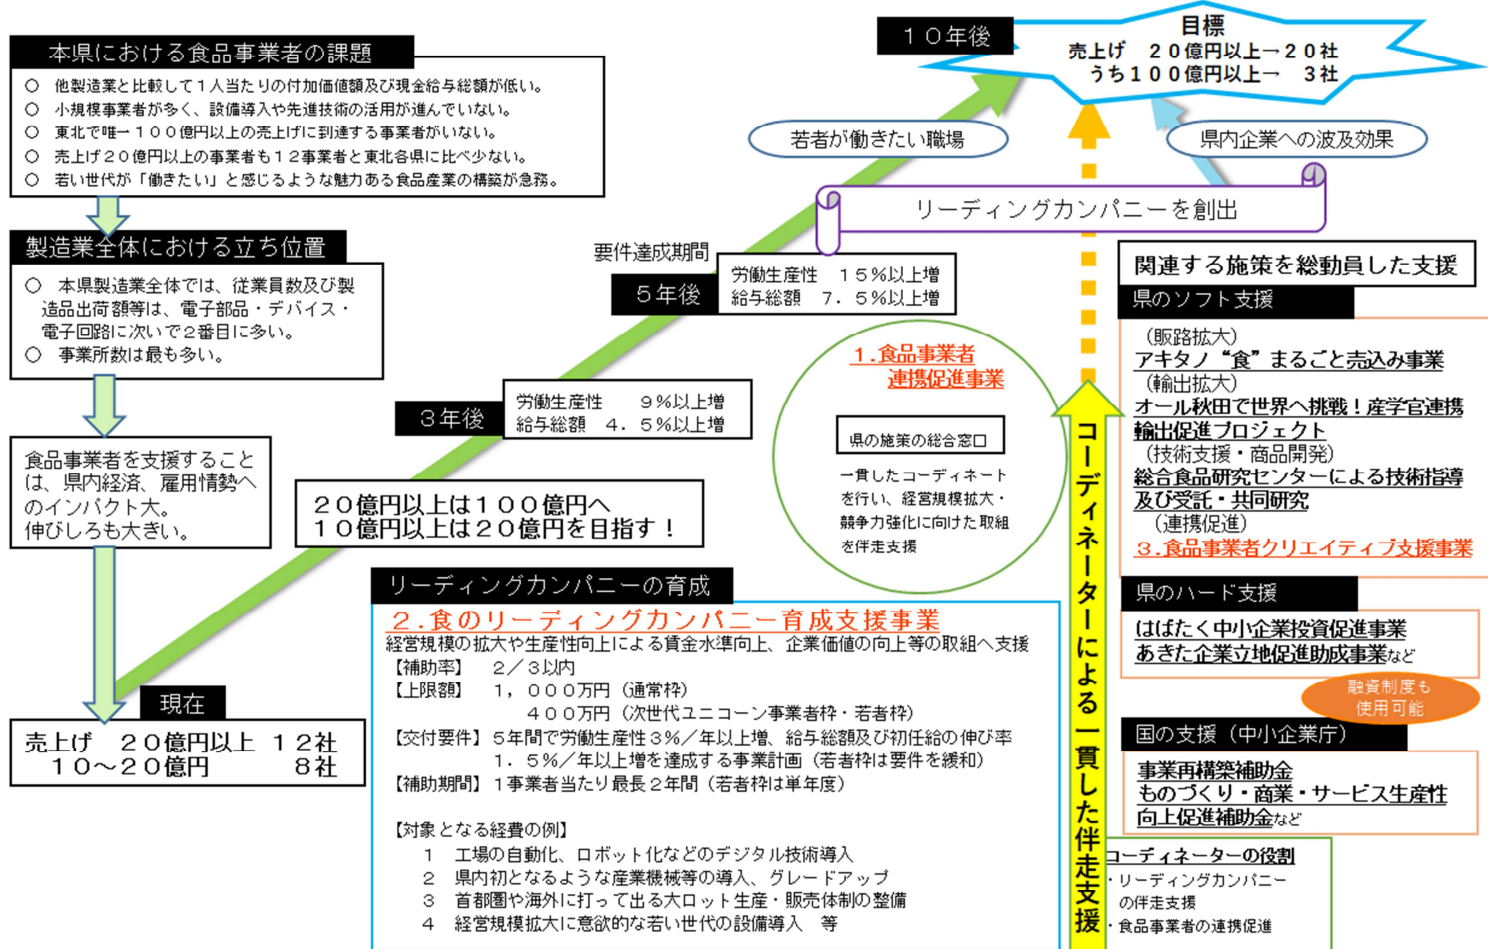 本県における食品事業者の課題
○ 他製造業と比較して1人当たりの付加価値額及び現金給与総額が低い。
○ 小規模事業者が多く、設備導入や先進技術の活用が進んでいない。
○ 東北で唯一100億円以上の売上げに到達する事業者がいない。
○ 売上げ20億円以上の事業者も12事業者と東北各県に比べ少ない。
○ 若い世代が「働きたい」と感じるような魅力ある食品産業の構築が急務。
製造業全体における立ち位置
○ 本県製造業全体では、従業員数及び製
造品出荷額等は、電子部品・デバイス・
電子回路に次いで2番目に多い。
○ 事業所数は最も多い。
食品事業者を支援すること
は、県内経済、雇用情勢へ
のインパクト大。
伸びしろも大きい。
現在
売上げ 20億円以上 12社
10～20億円 8社
20億円以上は100億円へ
10億円以上は20億円を目指す！
3年後
労働生産性 9％以上増
給与総額 4．5％以上増
要件達成期間
5年後
労働生産性 15％以上増
給与総額 7．5％以上増
10年後
目標
売上げ 20億円以上→20社
うち100億円以上→ 3社
若者が働きたい職場
県内企業への波及効果
リーディングカンパニーを創出
1.食品事業者
連携促進事業
県の施策の総合窓口
一貫したコーディネート
を行い、経営規模拡大・
競争力強化に向けた取組
を伴走支援
リーディングカンパニーの育成
2.食のリーディングカンパニー育成支援事業
経営規模の拡大や生産性向上による賃金水準向上、企業価値の向上等の取組へ支援
【補助率】 2／3以内
【上限額】 1，000万円（通常枠）
400万円（次世代ユニコーン事業者枠・若者枠）
【交付要件】5年間で労働生産性3％／年以上増、給与総額及び初任給の伸び率
1．5％／年以上増を達成する事業計画（若者枠は要件を緩和）
【補助期間】1事業者当たり最長2年間（若者枠は単年度）
【対象となる経費の例】
1 工場の自動化、ロボット化などのデジタル技術導入
2 県内初となるような産業機械等の導入、グレードアップ
3 首都圏や海外に打って出る大ロット生産・販売体制の整備
4 経営規模拡大に意欲的な若い世代の設備導入 等
コーディネーターによる一貫した伴走支援
関連する施策を総動員した支援
県のソフト支援
（販路拡大）
アキタノ“食”まるごと売込み事業
（輸出拡大）
オール秋田で世界へ挑戦！産学官連携
輸出促進プロジェクト
（技術支援・商品開発）
総合食品研究センターによる技術指導
及び受託・共同研究
（連携促進）
3.食品事業者クリエイティブ支援事業
県のハード支援
はばたく中小企業投資促進事業
あきた企業立地促進助成事業など
融資制度も
使用可能
国の支援（中小企業庁）
事業再構築補助金
ものづくり・商業・サービス生産性
向上促進補助金など
コーディネーターの役割
・リーディングカンパニー
の伴走支援
・食品事業者の連携促進